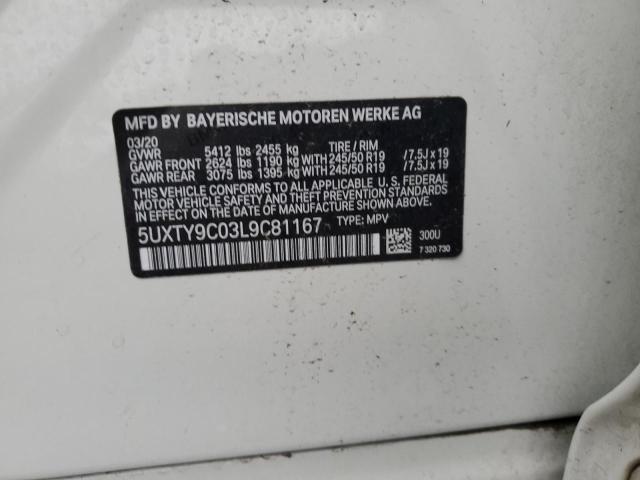 MFD BY BAYERISCHE MOTOREN WERKE AG
03/20 TIRE / RIM
GVWR 5412 lbs 2455 kg
GAWR FRONT 2624 lbs 1190 kg WITH 245/50 R19 / 7.5J x 19
GAWR REAR 3075 lbs 1395 kg WITH 245/50 R19 / 7.5J x 19
THIS VEHICLE CONFORMS TO ALL APPLICABLE U.S. FEDERAL
MOTOR VEHICLE SAFETY AND THEFT PREVENTION STANDARDS
IN EFFECT ON THE DATE OF MANUFACTURE SHOWN ABOVE.
5UXTY9C03L9C81167 TYPE: MPV
300U
7 320 730